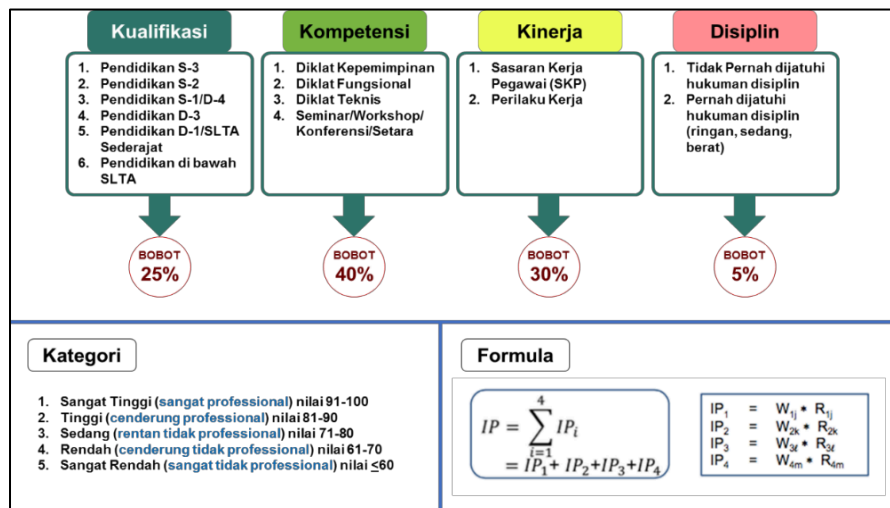 Kualifikasi
1. Pendidikan S-3
2. Pendidikan S-2
3. Pendidikan S-1/D-4
4. Pendidikan D-3
5. Pendidikan D-1/SLTA
Sederajat
6. Pendidikan di bawah
SLTA
BOBOT
25%
Kompetensi
1. Diklat Kepemimpinan
2. Diklat Fungsional
3. Diklat Teknis
4. Seminar/Workshop/
Konferensi/Setara
BOBOT
40%
Kinerja
1. Sasaran Kerja
Pegawai (SKP)
2. Perilaku Kerja
BOBOT
30%
Disiplin
1. Tidak Pernah dijatuhi
hukuman disiplin
2. Pernah dijatuhi
hukuman disiplin
(ringan, sedang,
berat)
BOBOT
5%
Kategori
1. Sangat Tinggi (sangat professional) nilai 91-100
2. Tinggi (cenderung professional) nilai 81-90
3. Sedang (rentan tidak professional) nilai 71-80
4. Rendah (cenderung tidak professional) nilai 61-70
5. Sangat Rendah (sangat tidak professional) nilai ≤60
Formula
IP = ∑_{i=1}^{4} IP_i
= IP₁ + IP₂+IP₃+IP₄
IP₁ = W₁ⱼ * R₁ⱼ
IP₂ = W₂ₖ * R₂ₖ
IP₃ = W₃ℓ * R₃ℓ
IP₄ = W₄ₘ * R₄ₘ